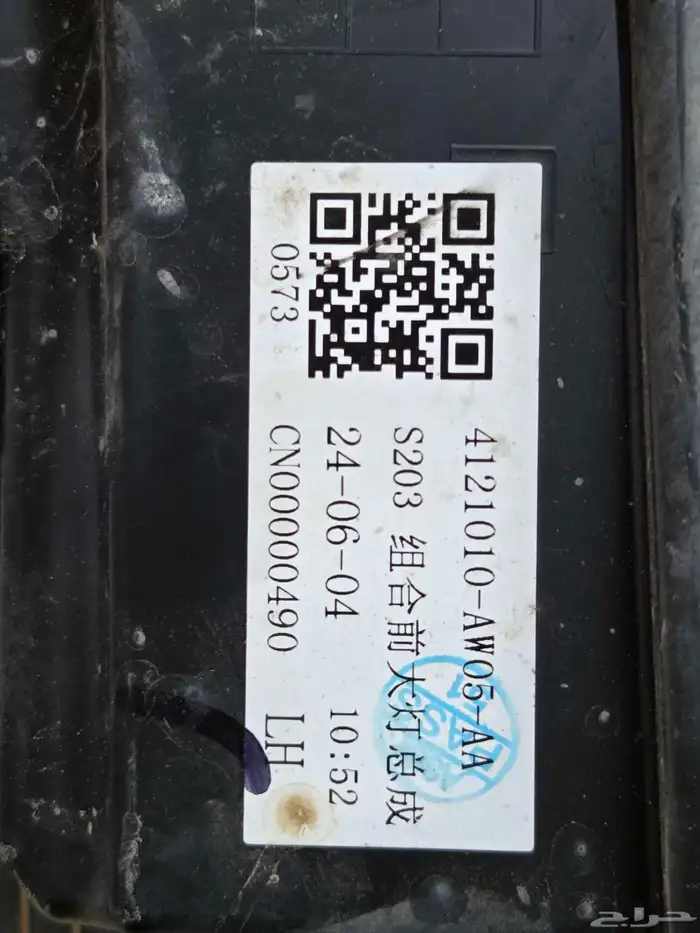 4121010-AW05-AA
S203 组合前大灯总成
24-06-04 10:52
CN00000490 LH
0573
حراج